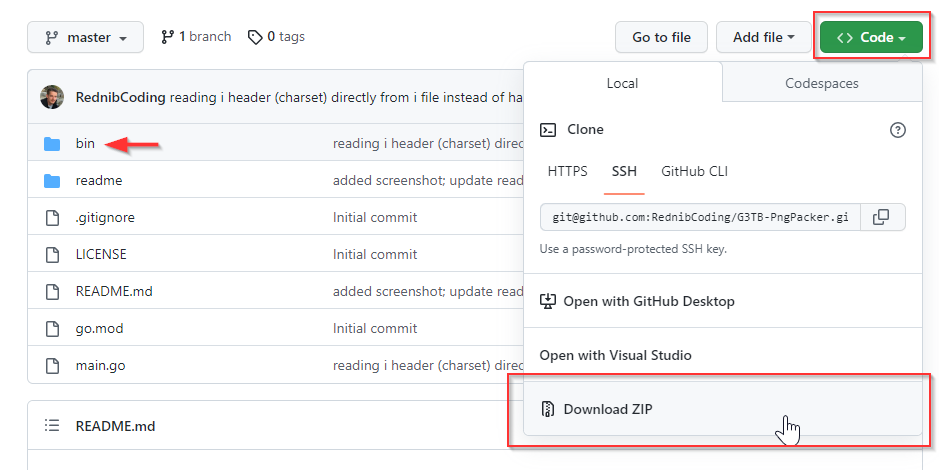 master 1 branch 0 tags Go to file Add file Code
Local Codespaces
RednibCoding reading i header (charset) directly from i file instead of ha
Clone
bin reading i header (charset) direc
HTTPS SSH GitHub CLI
readme added screenshot; update read
.gitignore Initial commit
git@github.com:RednibCoding/G3TB-PngPacker.gi
Use a password-protected SSH key.
LICENSE Initial commit
README.md added screenshot; update read
Open with GitHub Desktop
go.mod Initial commit
Open with Visual Studio
main.go reading i header (charset) direc
Download ZIP
README.md